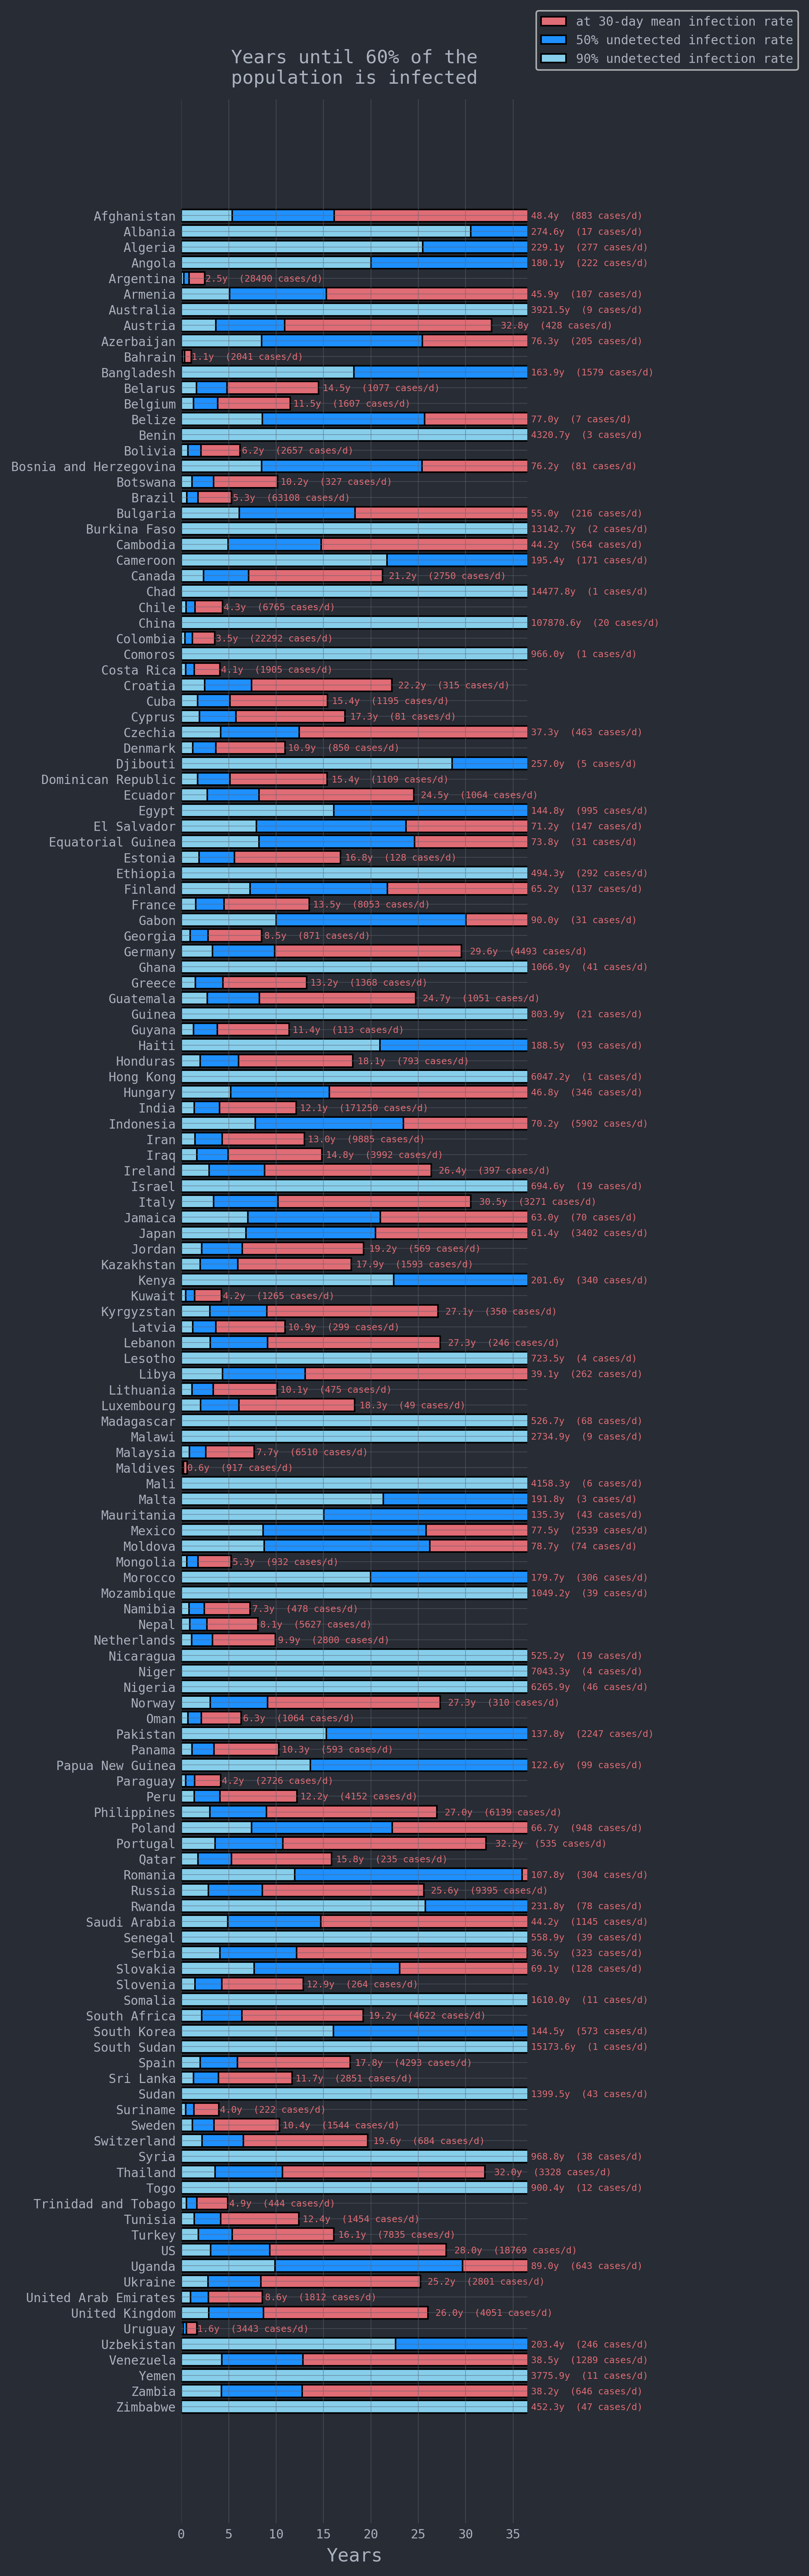 at 30-day mean infection rate
50% undetected infection rate
90% undetected infection rate
Years until 60% of the
population is infected
Afghanistan 48.4y (883 cases/d)
Albania 274.6y (17 cases/d)
Algeria 229.1y (277 cases/d)
Angola 180.1y (222 cases/d)
Argentina 2.5y (28490 cases/d)
Armenia 45.9y (107 cases/d)
Australia 3921.5y (9 cases/d)
Austria 32.8y (428 cases/d)
Azerbaijan 76.3y (205 cases/d)
Bahrain 1.1y (2041 cases/d)
Bangladesh 163.9y (1579 cases/d)
Belarus 14.5y (1077 cases/d)
Belgium 11.5y (1607 cases/d)
Belize 77.0y (7 cases/d)
Benin 4320.7y (3 cases/d)
Bolivia 6.2y (2657 cases/d)
Bosnia and Herzegovina 76.2y (81 cases/d)
Botswana 10.2y (327 cases/d)
Brazil 5.3y (63108 cases/d)
Bulgaria 55.0y (216 cases/d)
Burkina Faso 13142.7y (2 cases/d)
Cambodia 44.2y (564 cases/d)
Cameroon 195.4y (171 cases/d)
Canada 21.2y (2750 cases/d)
Chad 14477.8y (1 cases/d)
Chile 4.3y (6765 cases/d)
China 107870.6y (20 cases/d)
Colombia 3.5y (22292 cases/d)
Comoros 966.0y (1 cases/d)
Costa Rica 4.1y (1905 cases/d)
Croatia 22.2y (315 cases/d)
Cuba 15.4y (1195 cases/d)
Cyprus 17.3y (81 cases/d)
Czechia 37.3y (463 cases/d)
Denmark 10.9y (850 cases/d)
Djibouti 257.0y (5 cases/d)
Dominican Republic 15.4y (1109 cases/d)
Ecuador 24.5y (1064 cases/d)
Egypt 144.8y (995 cases/d)
El Salvador 71.2y (147 cases/d)
Equatorial Guinea 73.8y (31 cases/d)
Estonia 16.8y (128 cases/d)
Ethiopia 494.3y (292 cases/d)
Finland 65.2y (137 cases/d)
France 13.5y (8053 cases/d)
Gabon 90.0y (31 cases/d)
Georgia 8.5y (871 cases/d)
Germany 29.6y (4493 cases/d)
Ghana 1066.9y (41 cases/d)
Greece 13.2y (1368 cases/d)
Guatemala 24.7y (1051 cases/d)
Guinea 803.9y (21 cases/d)
Guyana 11.4y (113 cases/d)
Haiti 188.5y (93 cases/d)
Honduras 18.1y (793 cases/d)
Hong Kong 6047.2y (1 cases/d)
Hungary 46.8y (346 cases/d)
India 12.1y (171250 cases/d)
Indonesia 70.2y (5902 cases/d)
Iran 13.0y (9885 cases/d)
Iraq 14.8y (3992 cases/d)
Ireland 26.4y (397 cases/d)
Israel 694.6y (19 cases/d)
Italy 30.5y (3271 cases/d)
Jamaica 63.0y (70 cases/d)
Japan 61.4y (3402 cases/d)
Jordan 19.2y (569 cases/d)
Kazakhstan 17.9y (1593 cases/d)
Kenya 201.6y (340 cases/d)
Kuwait 4.2y (1265 cases/d)
Kyrgyzstan 27.1y (350 cases/d)
Latvia 10.9y (299 cases/d)
Lebanon 27.3y (246 cases/d)
Lesotho 723.5y (4 cases/d)
Libya 39.1y (262 cases/d)
Lithuania 10.1y (475 cases/d)
Luxembourg 18.3y (49 cases/d)
Madagascar 526.7y (68 cases/d)
Malawi 2734.9y (9 cases/d)
Malaysia 7.7y (6510 cases/d)
Maldives 0.6y (917 cases/d)
Mali 4158.3y (6 cases/d)
Malta 191.8y (3 cases/d)
Mauritania 135.3y (43 cases/d)
Mexico 77.5y (2539 cases/d)
Moldova 78.7y (74 cases/d)
Mongolia 5.3y (932 cases/d)
Morocco 179.7y (306 cases/d)
Mozambique 1049.2y (39 cases/d)
Namibia 7.3y (478 cases/d)
Nepal 8.1y (5627 cases/d)
Netherlands 9.9y (2800 cases/d)
Nicaragua 525.2y (19 cases/d)
Niger 7043.3y (4 cases/d)
Nigeria 6265.9y (46 cases/d)
Norway 27.3y (310 cases/d)
Oman 6.3y (1064 cases/d)
Pakistan 137.8y (2247 cases/d)
Panama 10.3y (593 cases/d)
Papua New Guinea 122.6y (99 cases/d)
Paraguay 4.2y (2726 cases/d)
Peru 12.2y (4152 cases/d)
Philippines 27.0y (6139 cases/d)
Poland 66.7y (948 cases/d)
Portugal 32.2y (535 cases/d)
Qatar 15.8y (235 cases/d)
Romania 107.8y (304 cases/d)
Russia 25.6y (9395 cases/d)
Rwanda 231.8y (78 cases/d)
Saudi Arabia 44.2y (1145 cases/d)
Senegal 558.9y (39 cases/d)
Serbia 36.5y (323 cases/d)
Slovakia 69.1y (128 cases/d)
Slovenia 12.9y (264 cases/d)
Somalia 1610.0y (11 cases/d)
South Africa 19.2y (4622 cases/d)
South Korea 144.5y (573 cases/d)
South Sudan 15173.6y (1 cases/d)
Spain 17.8y (4293 cases/d)
Sri Lanka 11.7y (2851 cases/d)
Sudan 1399.5y (43 cases/d)
Suriname 4.0y (222 cases/d)
Sweden 10.4y (1544 cases/d)
Switzerland 19.6y (684 cases/d)
Syria 968.8y (38 cases/d)
Thailand 32.0y (3328 cases/d)
Togo 900.4y (12 cases/d)
Trinidad and Tobago 4.9y (444 cases/d)
Tunisia 12.4y (1454 cases/d)
Turkey 16.1y (7835 cases/d)
US 28.0y (18769 cases/d)
Uganda 89.0y (643 cases/d)
Ukraine 25.2y (2801 cases/d)
United Arab Emirates 8.6y (1812 cases/d)
United Kingdom 26.0y (4051 cases/d)
Uruguay 1.6y (3443 cases/d)
Uzbekistan 203.4y (246 cases/d)
Venezuela 38.5y (1289 cases/d)
Yemen 3775.9y (11 cases/d)
Zambia 38.2y (646 cases/d)
Zimbabwe 452.3y (47 cases/d)
0 5 10 15 20 25 30 35
Years